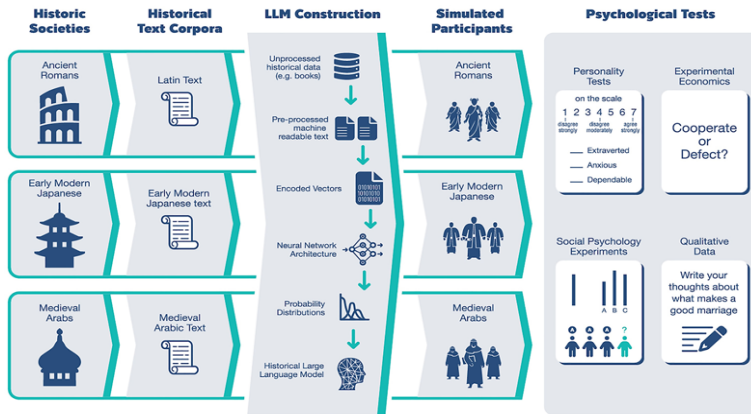 Historic
Societies
Historical
Text Corpora
LLM Construction
Simulated
Participants
Psychological Tests
Ancient
Romans
Latin Text
Unprocessed
historical data
(e.g. books)
Pre-processed
machine
readable text
Encoded Vectors
01010101
01010101
01010101
Neural Network
Architecture
Probability
Distributions
Historical Large
Language Model
Early Modern
Japanese
Early Modern
Japanese text
Medieval
Arabs
Medieval
Arabic Text
Ancient
Romans
Early Modern
Japanese
Medieval
Arabs
Personality
Tests
on the scale
1 2 3 4 5 6 7
disagree strongly
disagree moderately
agree strongly
Extraverted
Anxious
Dependable
Experimental
Economics
Cooperate
or
Defect?
Social Psychology
Experiments
A B C
A A A ?
Qualitative
Data
Write your
thoughts about
what makes a
good marriage